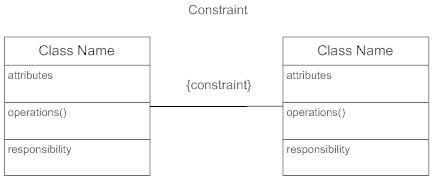 Constraint
Class Name
attributes
operations()
responsibility
{constraint}
Class Name
attributes
operations()
responsibility